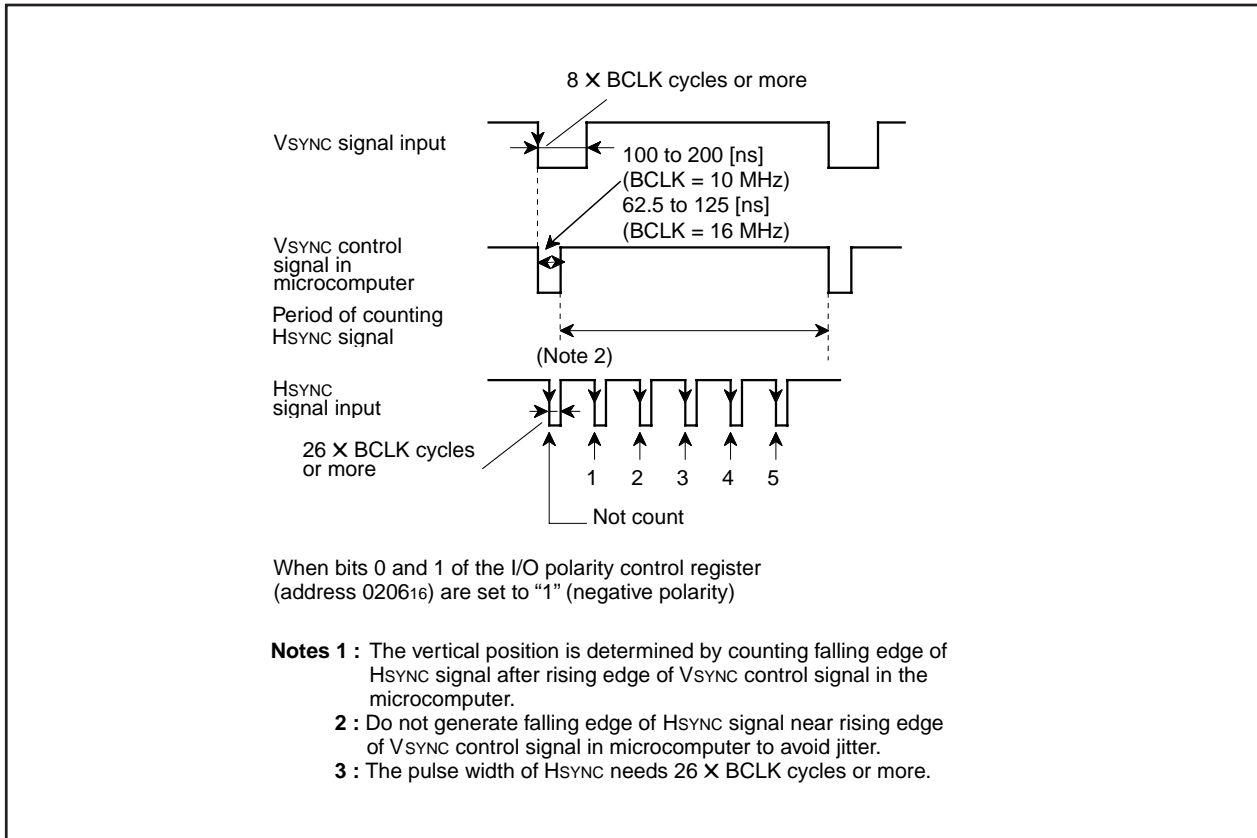 8 X BCLK cycles or more
VSYNC signal input
100 to 200 [ns]
(BCLK = 10 MHz)
62.5 to 125 [ns]
(BCLK = 16 MHz)
VSYNC control
signal in
microcomputer
Period of counting
HSYNC signal
(Note 2)
HSYNC
signal input
26 X BCLK cycles
or more
1 2 3 4 5
Not count
When bits 0 and 1 of the I/O polarity control register
(address 020616) are set to “1” (negative polarity)
Notes 1 : The vertical position is determined by counting falling edge of
HSYNC signal after rising edge of VSYNC control signal in the
microcomputer.
2 : Do not generate falling edge of HSYNC signal near rising edge
of VSYNC control signal in microcomputer to avoid jitter.
3 : The pulse width of HSYNC needs 26 X BCLK cycles or more.